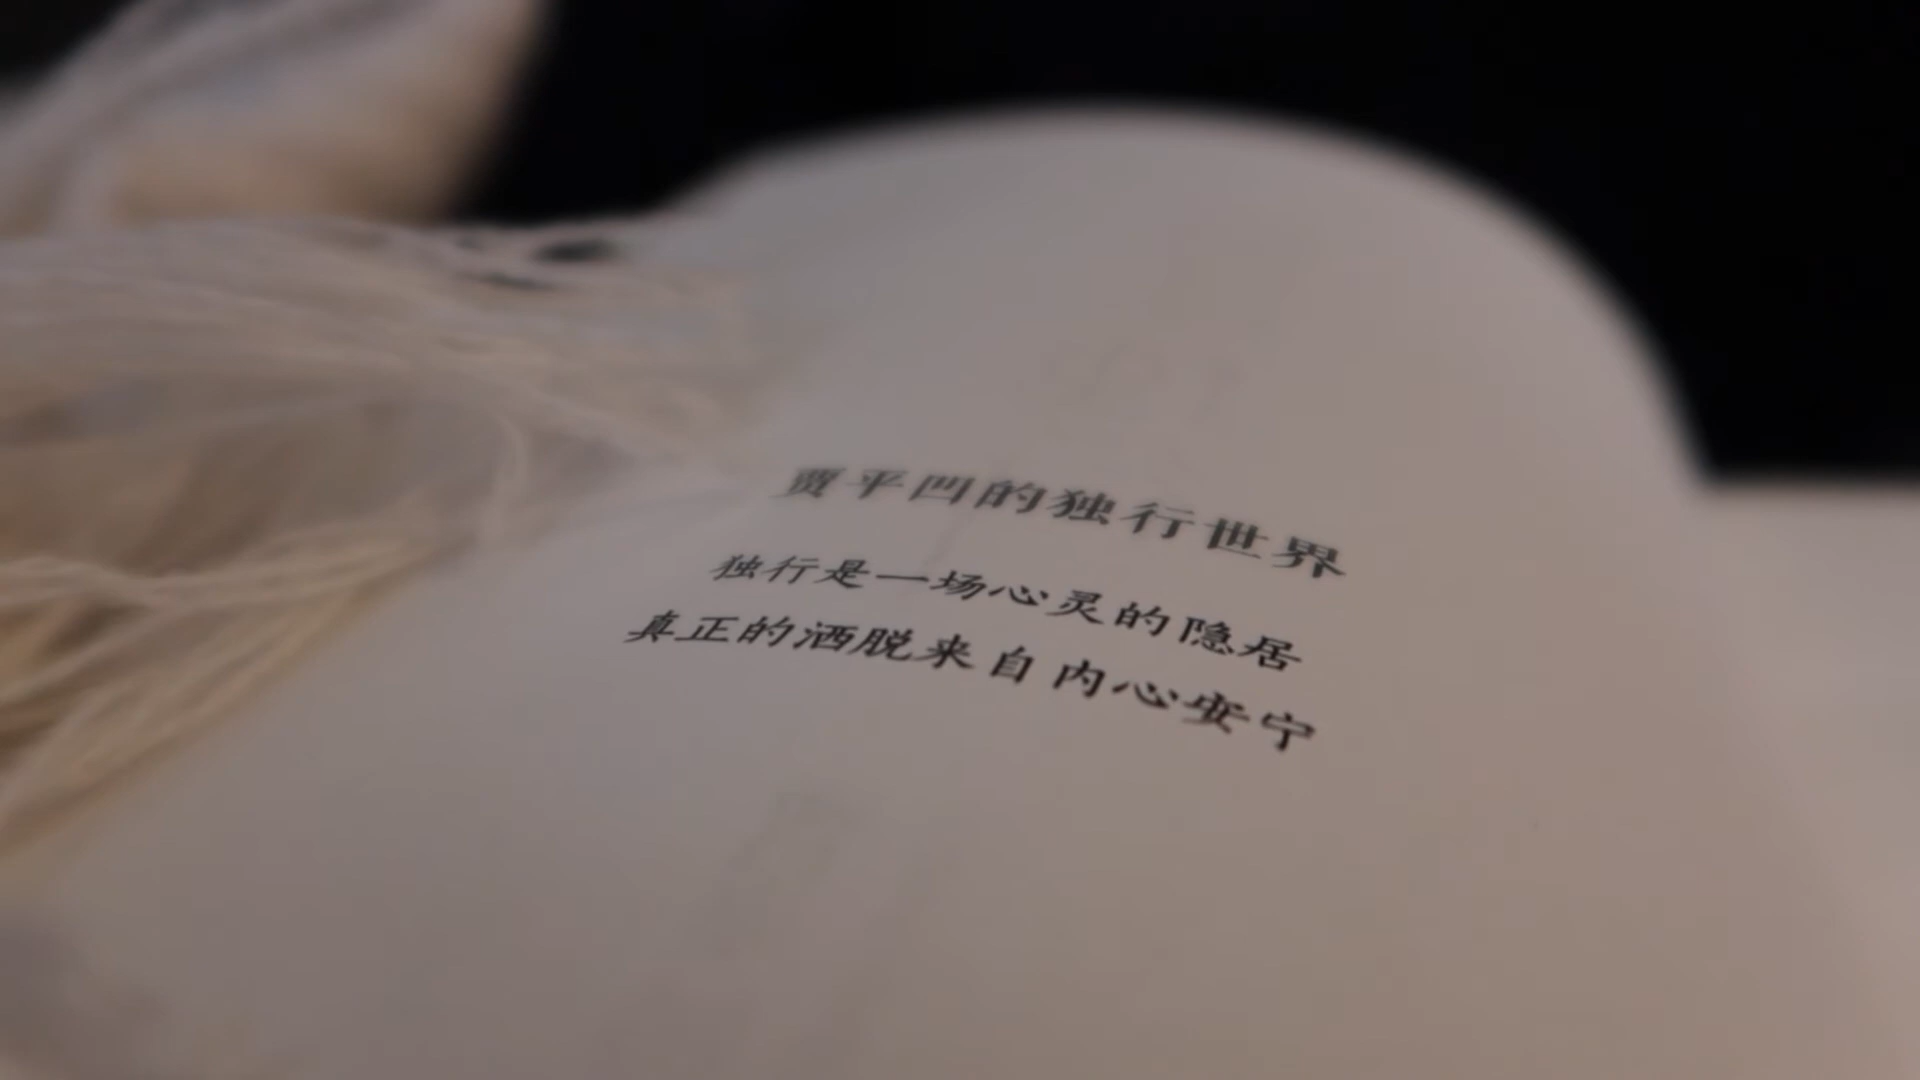 贾平凹的独行世界
独行是一场心灵的隐居
真正的洒脱来自内心安宁